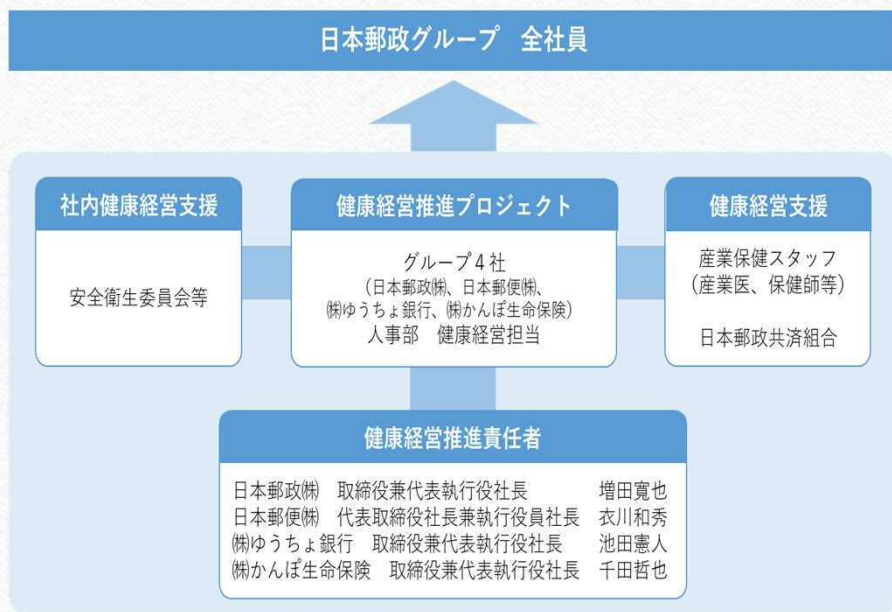 日本郵政グループ　全社員
社内健康経営支援
安全衛生委員会等
健康経営推進プロジェクト
グループ４社
（日本郵政㈱、日本郵便㈱、
㈱ゆうちょ銀行、㈱かんぽ生命保険）
人事部　健康経営担当
健康経営支援
産業保健スタッフ
（産業医、保健師等）
日本郵政共済組合
健康経営推進責任者
日本郵政㈱　取締役兼代表執行役社長　増田寛也
日本郵便㈱　代表取締役社長兼執行役員社長　衣川和秀
㈱ゆうちょ銀行　取締役兼代表執行役社長　池田憲人
㈱かんぽ生命保険　取締役兼代表執行役社長　千田哲也